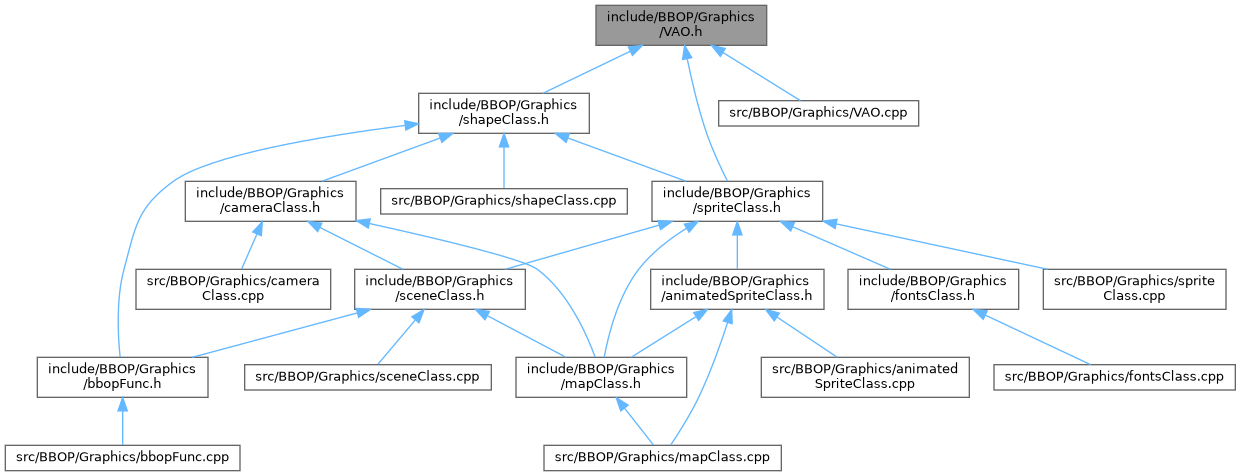 include/BBOP/Graphics
/VAO.h
include/BBOP/Graphics
/shapeClass.h
src/BBOP/Graphics/VAO.cpp
include/BBOP/Graphics
/cameraClass.h
src/BBOP/Graphics/shapeClass.cpp
include/BBOP/Graphics
/spriteClass.h
src/BBOP/Graphics/camera
Class.cpp
include/BBOP/Graphics
/sceneClass.h
include/BBOP/Graphics
/animatedSpriteClass.h
include/BBOP/Graphics
/fontsClass.h
src/BBOP/Graphics/sprite
Class.cpp
include/BBOP/Graphics
/bbopFunc.h
src/BBOP/Graphics/sceneClass.cpp
include/BBOP/Graphics
/mapClass.h
src/BBOP/Graphics/animated
SpriteClass.cpp
src/BBOP/Graphics/fontsClass.cpp
src/BBOP/Graphics/bbopFunc.cpp
src/BBOP/Graphics/mapClass.cpp